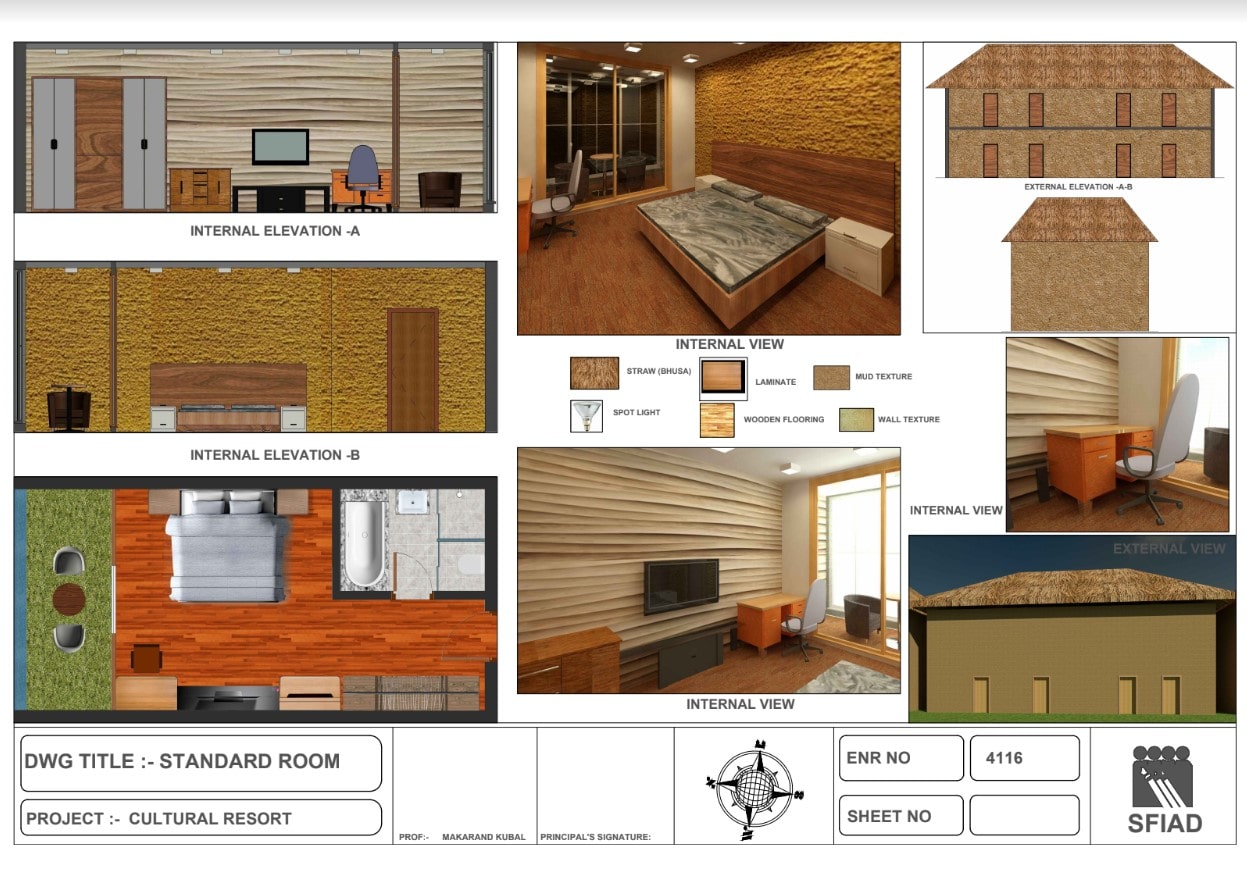 INTERNAL ELEVATION -A
INTERNAL ELEVATION -B
INTERNAL VIEW
STRAW (BHUSA)
LAMINATE
MUD TEXTURE
SPOT LIGHT
WOODEN FLOORING
WALL TEXTURE
EXTERNAL ELEVATION -A-B
INTERNAL VIEW
INTERNAL VIEW
EXTERNAL VIEW
DWG TITLE :- STANDARD ROOM
PROJECT :- CULTURAL RESORT
PROF:- MAKARAND KUBAL
PRINCIPAL'S SIGNATURE:
ENR NO
4116
SHEET NO
SFIAD